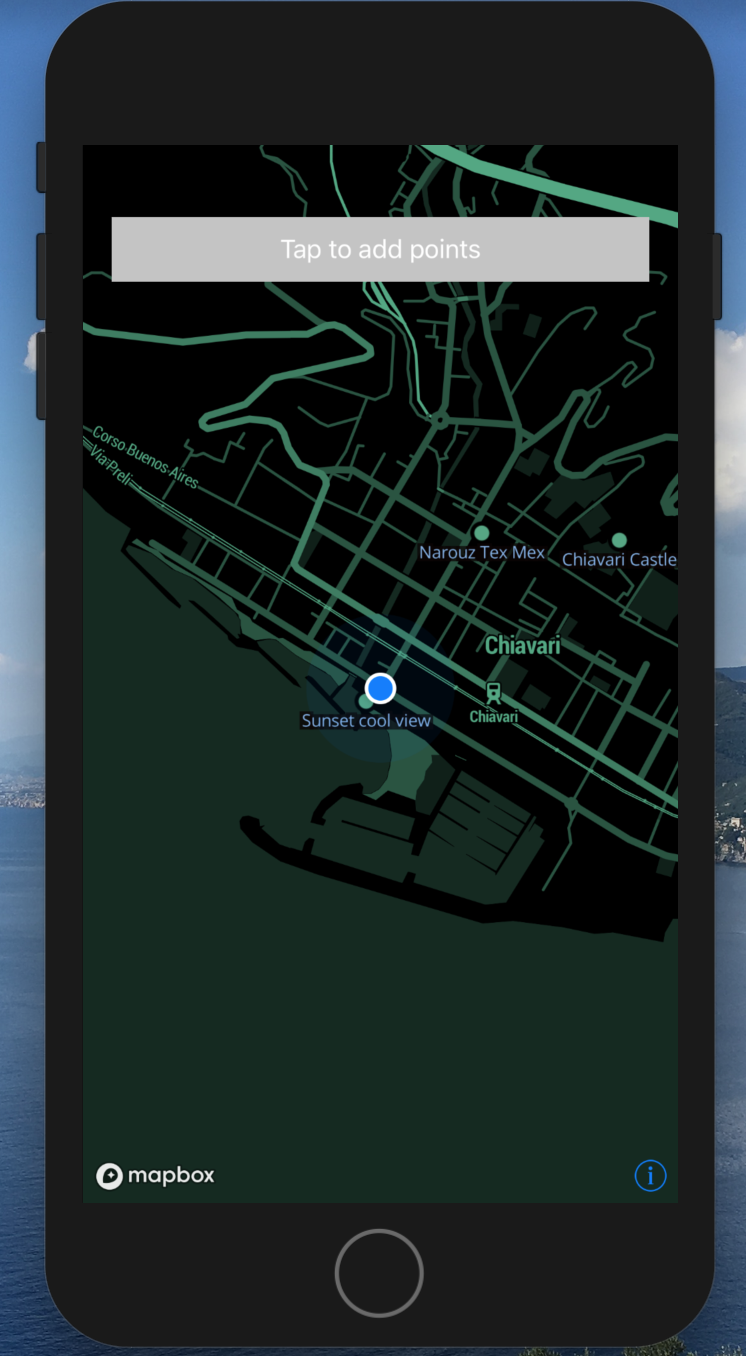 Tap to add points
Corso Buenos Aires
Via Preli
Narouz Tex Mex
Chiavari Castle
Chiavari
Chiavari
Sunset cool view
mapbox
i